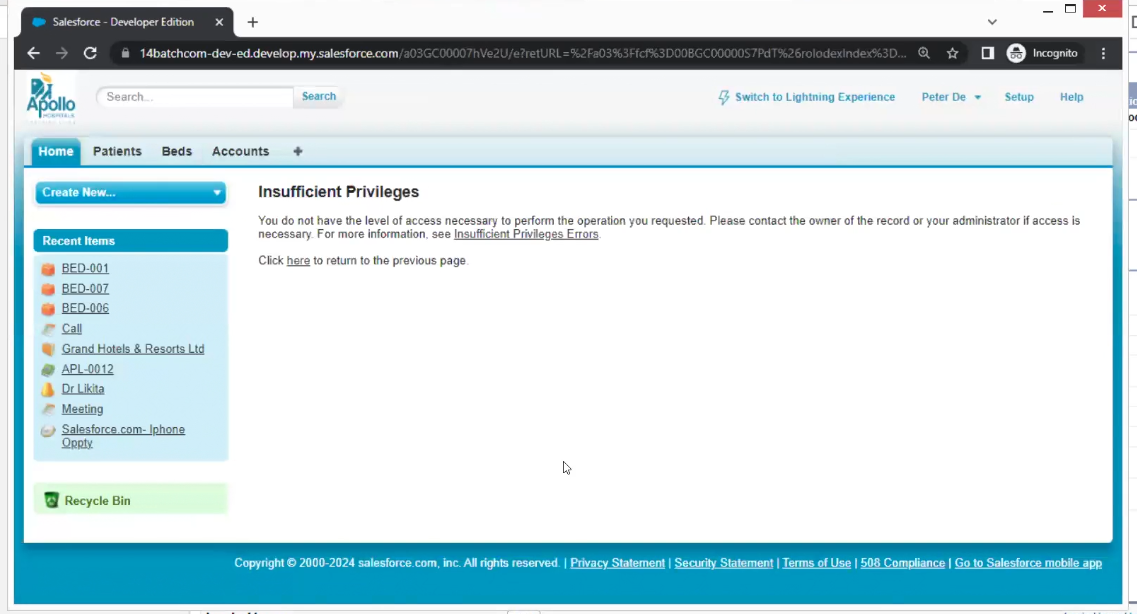 Salesforce - Developer Edition
14batchcom-dev-ed.develop.my.salesforce.com/a03GC00007hVe2U/e?retURL=%2Fa03%3Ffcf%3D00BGC00000S7PdT%26rolodexIndex%3D...
Incognito
Apollo
HOSPITALS
Search...
Search
Switch to Lightning Experience
Peter De
Setup
Help
Home
Patients
Beds
Accounts
Create New...
Insufficient Privileges
You do not have the level of access necessary to perform the operation you requested. Please contact the owner of the record or your administrator if access is
necessary. For more information, see Insufficient Privileges Errors.
Click here to return to the previous page.
Recent Items
BED-001
BED-007
BED-006
Call
Grand Hotels & Resorts Ltd
APL-0012
Dr Likita
Meeting
Salesforce.com- Iphone
Oppty
Recycle Bin
Copyright © 2000-2024 salesforce.com, inc. All rights reserved. | Privacy Statement | Security Statement | Terms of Use | 508 Compliance | Go to Salesforce mobile app